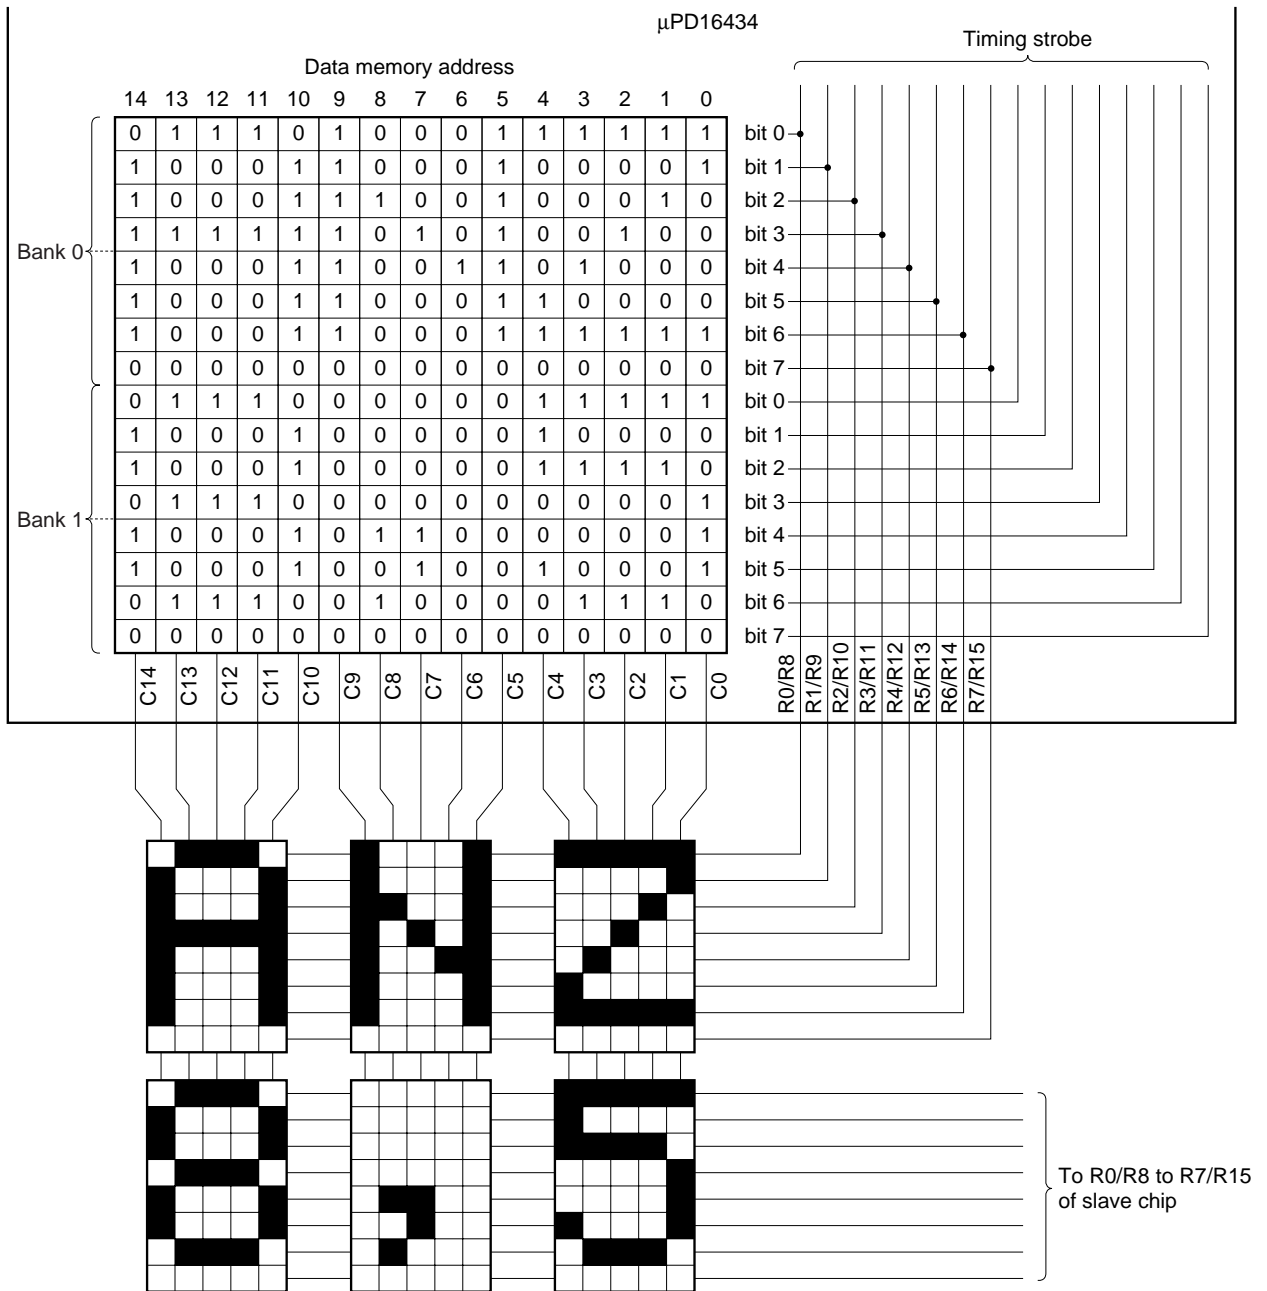 μPD16434
Timing strobe
Data memory address
14 13 12 11 10 9 8 7 6 5 4 3 2 1 0
0 1 1 1 0 1 0 0 0 1 1 1 1 1 1 bit 0
1 0 0 0 1 1 0 0 0 1 0 0 0 0 1 bit 1
1 0 0 0 1 1 1 0 0 1 0 0 0 1 0 bit 2
1 1 1 1 1 1 0 1 0 1 0 0 1 0 0 bit 3
Bank 0
1 0 0 0 1 1 0 0 1 1 0 1 0 0 0 bit 4
1 0 0 0 1 1 0 0 0 1 1 0 0 0 0 bit 5
1 0 0 0 1 1 0 0 0 1 1 1 1 1 1 bit 6
0 0 0 0 0 0 0 0 0 0 0 0 0 0 0 bit 7
0 1 1 1 0 0 0 0 0 0 1 1 1 1 1 bit 0
1 0 0 0 1 0 0 0 0 0 1 0 0 0 0 bit 1
1 0 0 0 1 0 0 0 0 0 1 1 1 1 0 bit 2
0 1 1 1 0 0 0 0 0 0 0 0 0 0 1 bit 3
Bank 1
1 0 0 0 1 0 1 1 0 0 0 0 0 0 1 bit 4
1 0 0 0 1 0 0 1 0 0 1 0 0 0 1 bit 5
0 1 1 1 0 0 1 0 0 0 0 1 1 1 0 bit 6
0 0 0 0 0 0 0 0 0 0 0 0 0 0 0 bit 7
C14 C13 C12 C11 C10 C9 C8 C7 C6 C5 C4 C3 C2 C1 C0
R0/R8 R1/R9 R2/R10 R3/R11 R4/R12 R5/R13 R6/R14 R7/R15
A N Z
8 , 5
To R0/R8 to R7/R15
of slave chip